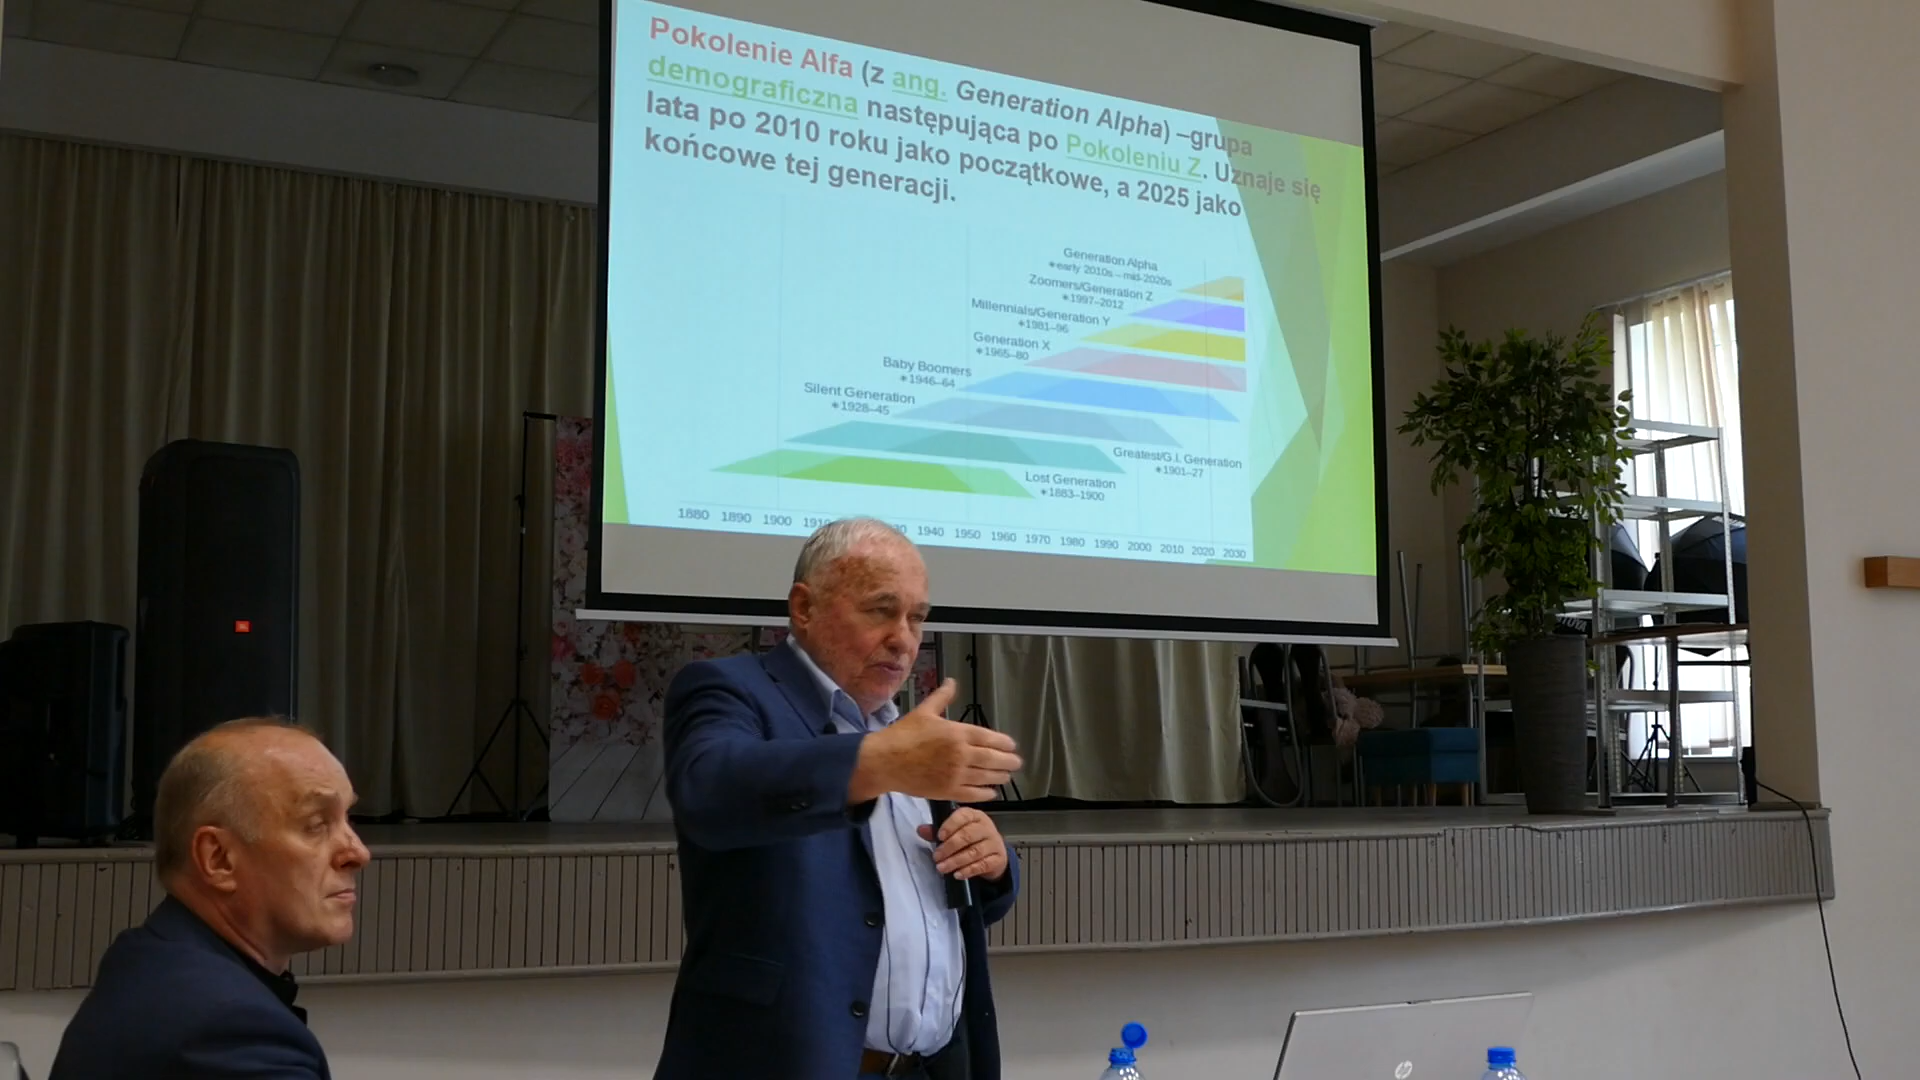 Pokolenie Alfa (z ang. Generation Alpha) –grupa
demograficzna następująca po Pokoleniu Z. Uznaje się
lata po 2010 roku jako początkowe, a 2025 jako
końcowe tej generacji.
Generation Alpha
*early 2010s – mid-2020s
Zoomers/Generation Z
*1997–2012
Millennials/Generation Y
*1981–96
Generation X
*1965–80
Baby Boomers
*1946–64
Silent Generation
*1928–45
Greatest/G.I. Generation
*1901–27
Lost Generation
*1883–1900
1880 1890 1900 1910 1940 1950 1960 1970 1980 1990 2000 2010 2020 2030
JBL
hp